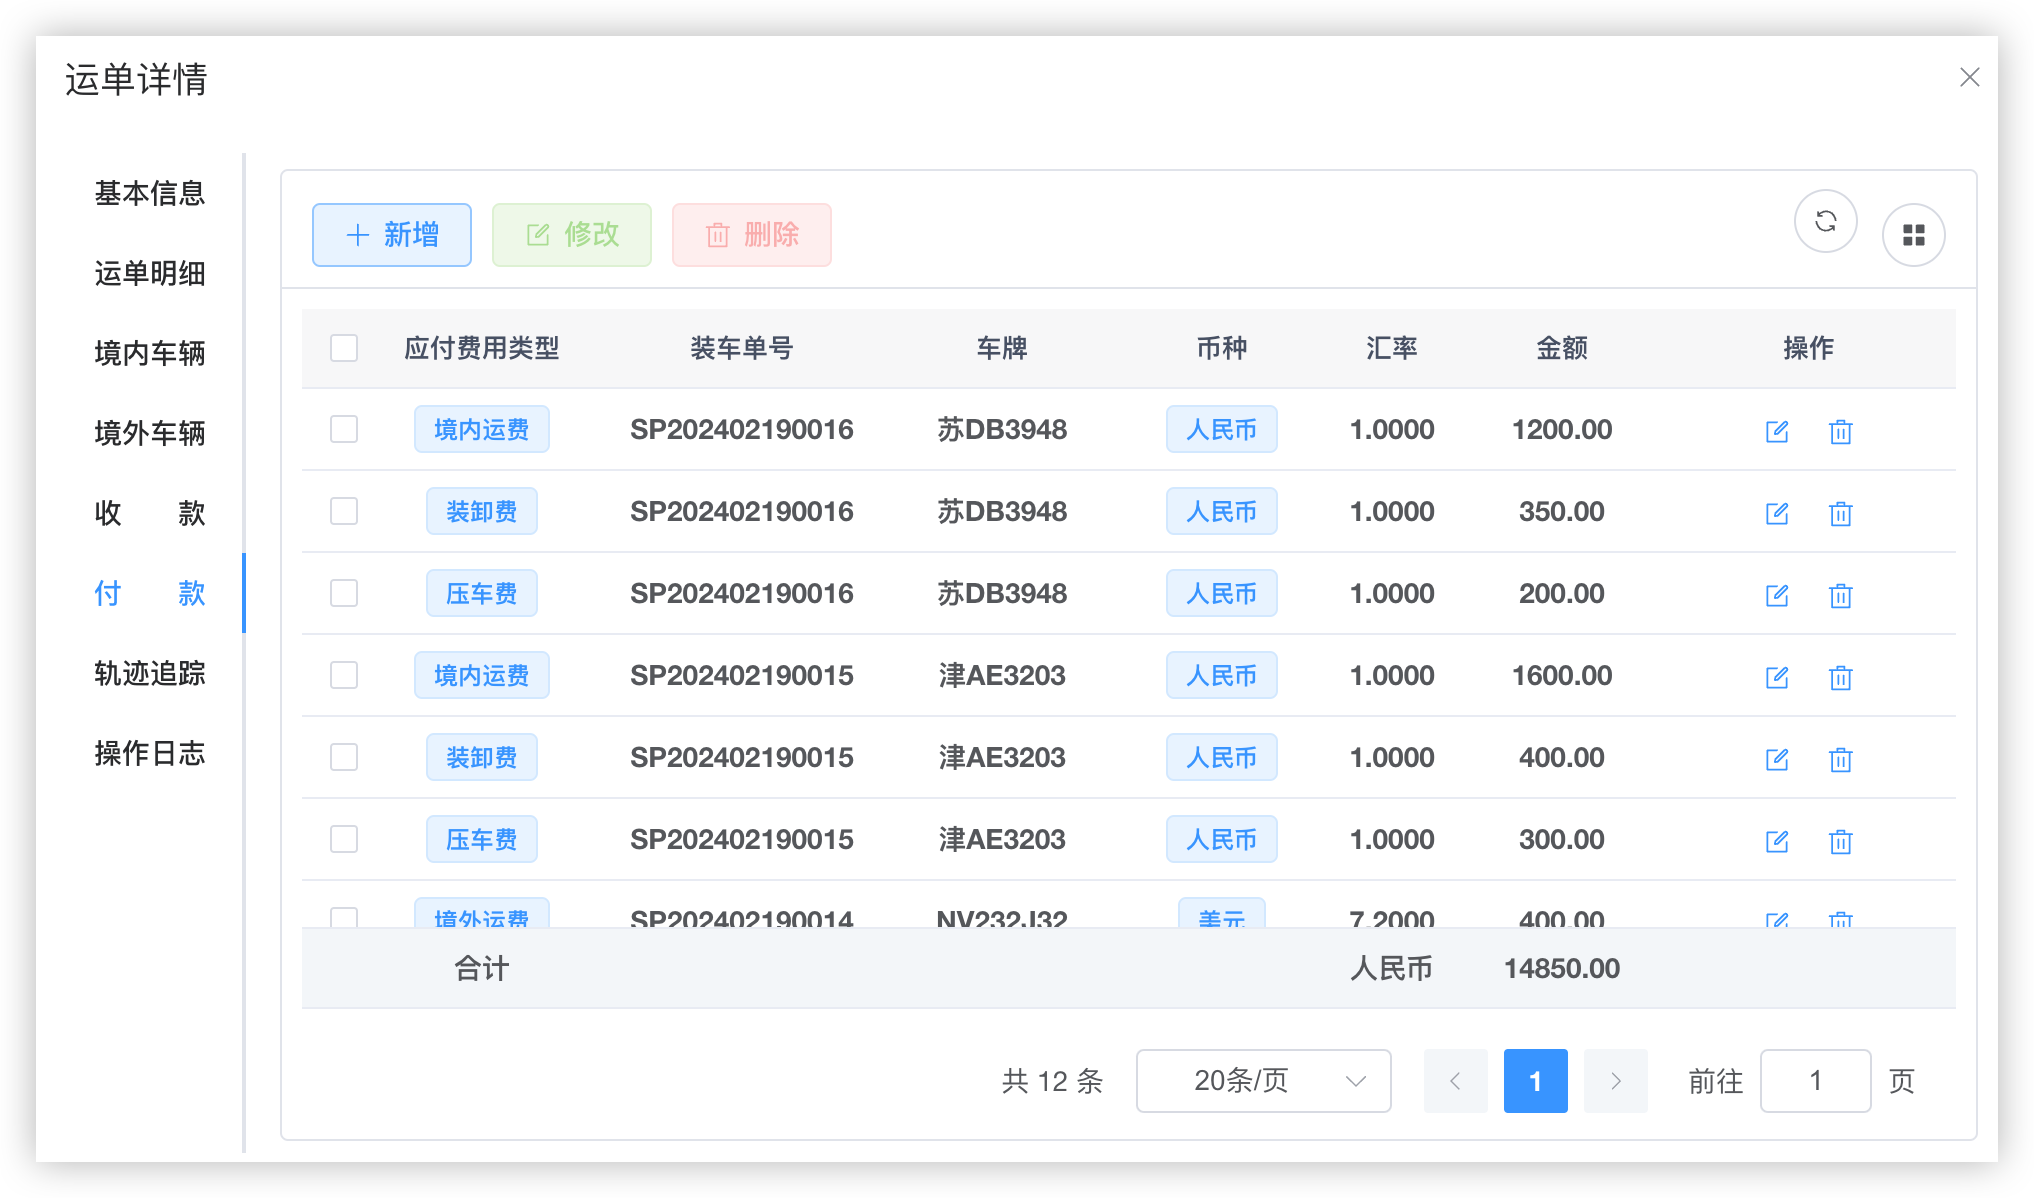 运单详情
基本信息
运单明细
境内车辆
境外车辆
收 款
付 款
轨迹追踪
操作日志
新增 修改 删除
应付费用类型 装车单号 车牌 币种 汇率 金额 操作
境内运费 SP202402190016 苏DB3948 人民币 1.0000 1200.00
装卸费 SP202402190016 苏DB3948 人民币 1.0000 350.00
压车费 SP202402190016 苏DB3948 人民币 1.0000 200.00
境内运费 SP202402190015 津AE3203 人民币 1.0000 1600.00
装卸费 SP202402190015 津AE3203 人民币 1.0000 400.00
压车费 SP202402190015 津AE3203 人民币 1.0000 300.00
境外运费 SP202402190014 NV232J32 美元 7.2000 400.00
合计 人民币 14850.00
共 12 条 20条/页 1 前往 1 页